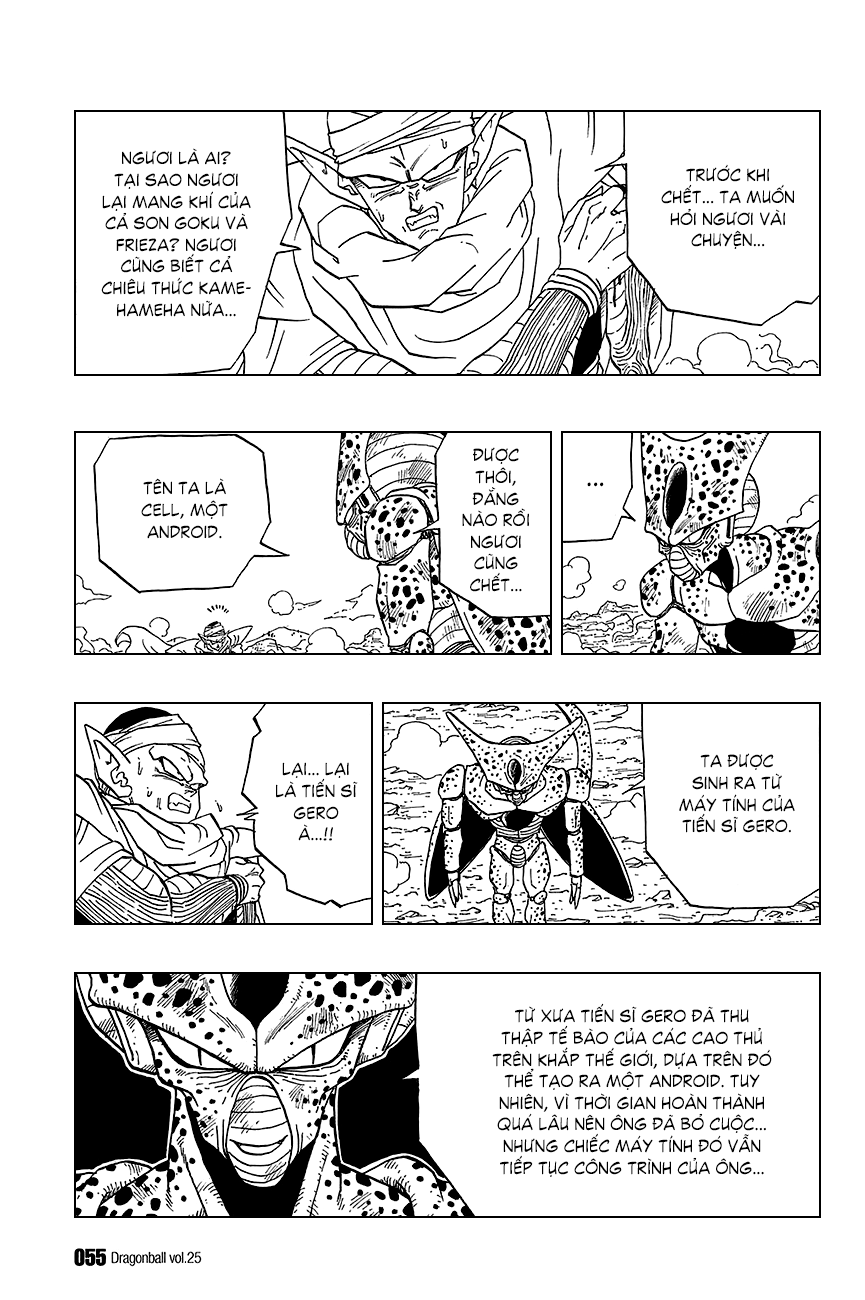 TRƯỚC KHI
CHẾT... TA MUỐN
HỎI NGƯƠI VÀI
CHUYỆN...
NGƯƠI LÀ AI?
TẠI SAO NGƯƠI
LẠI MANG KHÍ CỦA
CẢ SON GOKU VÀ
FRIEZA? NGƯƠI
CŨNG BIẾT CẢ
CHIÊU THỨC KAME-
HAMEHA NỮA...
...
ĐƯỢC
THÔI,
ĐẰNG
NÀO RỒI
NGƯƠI
CŨNG
CHẾT...
TÊN TA LÀ
CELL, MỘT
ANDROID.
TA ĐƯỢC
SINH RA TỪ
MÁY TÍNH CỦA
TIẾN SĨ GERO.
LẠI... LẠI
LÀ TIẾN SĨ
GERO
À...!!
TỪ XƯA TIẾN SĨ GERO ĐÃ THU
THẬP TẾ BÀO CỦA CÁC CAO THỦ
TRÊN KHẮP THẾ GIỚI, DỰA TRÊN ĐÓ
THỂ TẠO RA MỘT ANDROID. TUY
NHIÊN, VÌ THỜI GIAN HOÀN THÀNH
QUÁ LÂU NÊN ÔNG ĐÃ BỎ CUỘC...
NHƯNG CHIẾC MÁY TÍNH ĐÓ VẪN
TIẾP TỤC CÔNG TRÌNH CỦA ÔNG...
055 Dragonball vol.25